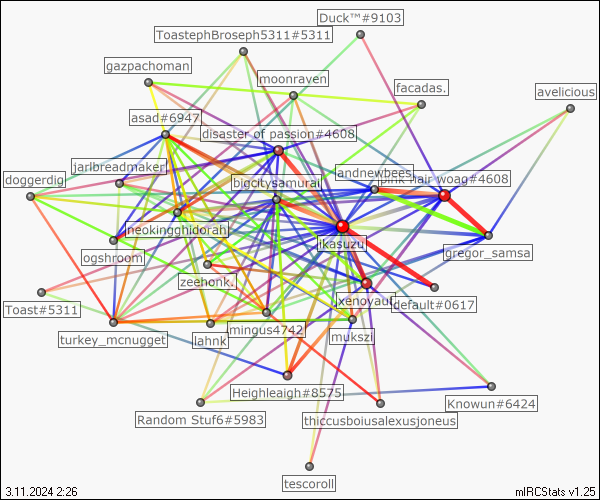 Duck™#9103
ToastephBroseph5311#5311
gazpachoman
moonraven
facadas.
avelicious
asad#6947
disaster of passion#4608
jarlbreadmaker
andnewbees
hair woag#4608
doggerdig
bigcitysamurai
neokingghidorah
ikasuzu
gregor_samsa
ogshroom
zeehonk.
xenoyaur
default#0617
Toast#5311
turkey_mcnugget
lahnk
mingus4742
mukszi
Heighleaigh#8575
Knowun#6424
Random Stuf6#5983
thiccusboiusalexusjoneus
tescoroll
3.11.2024 2:26
mIRCStats v1.25